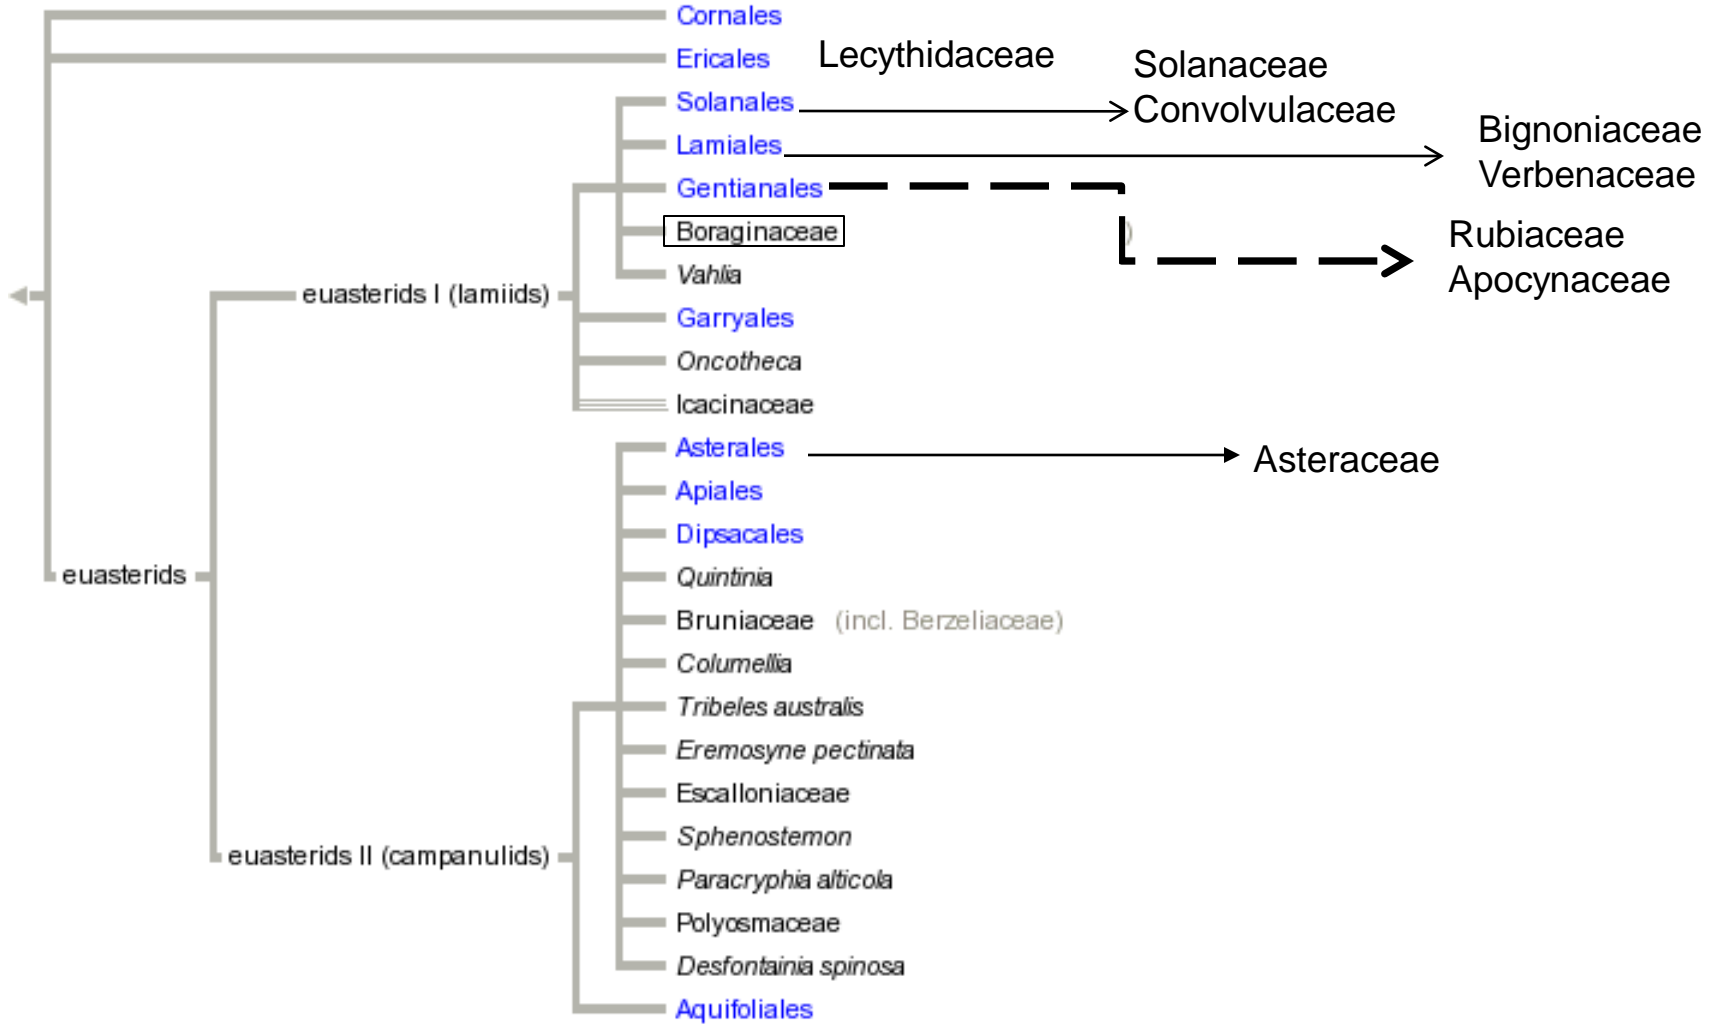 Cornales
Ericales
Lecythidaceae
Solanaceae
Solanales
Convolvulaceae
Bignoniaceae
Lamiales
Verbenaceae
Gentianales
Boraginaceae
)
Rubiaceae
Vahlia
Apocynaceae
euasterids I (lamiids)
Garryales
Oncotheca
Icacinaceae
Asterales
Asteraceae
Apiales
Dipsacales
euasterids
Quintinia
Bruniaceae (incl. Berzeliaceae)
Columellia
Tribeles australis
Eremosyne pectinata
Escalloniaceae
Sphenostemon
euasterids II (campanulids)
Paracryphia alticola
Polyosmaceae
Desfontainia spinosa
Aquifoliales